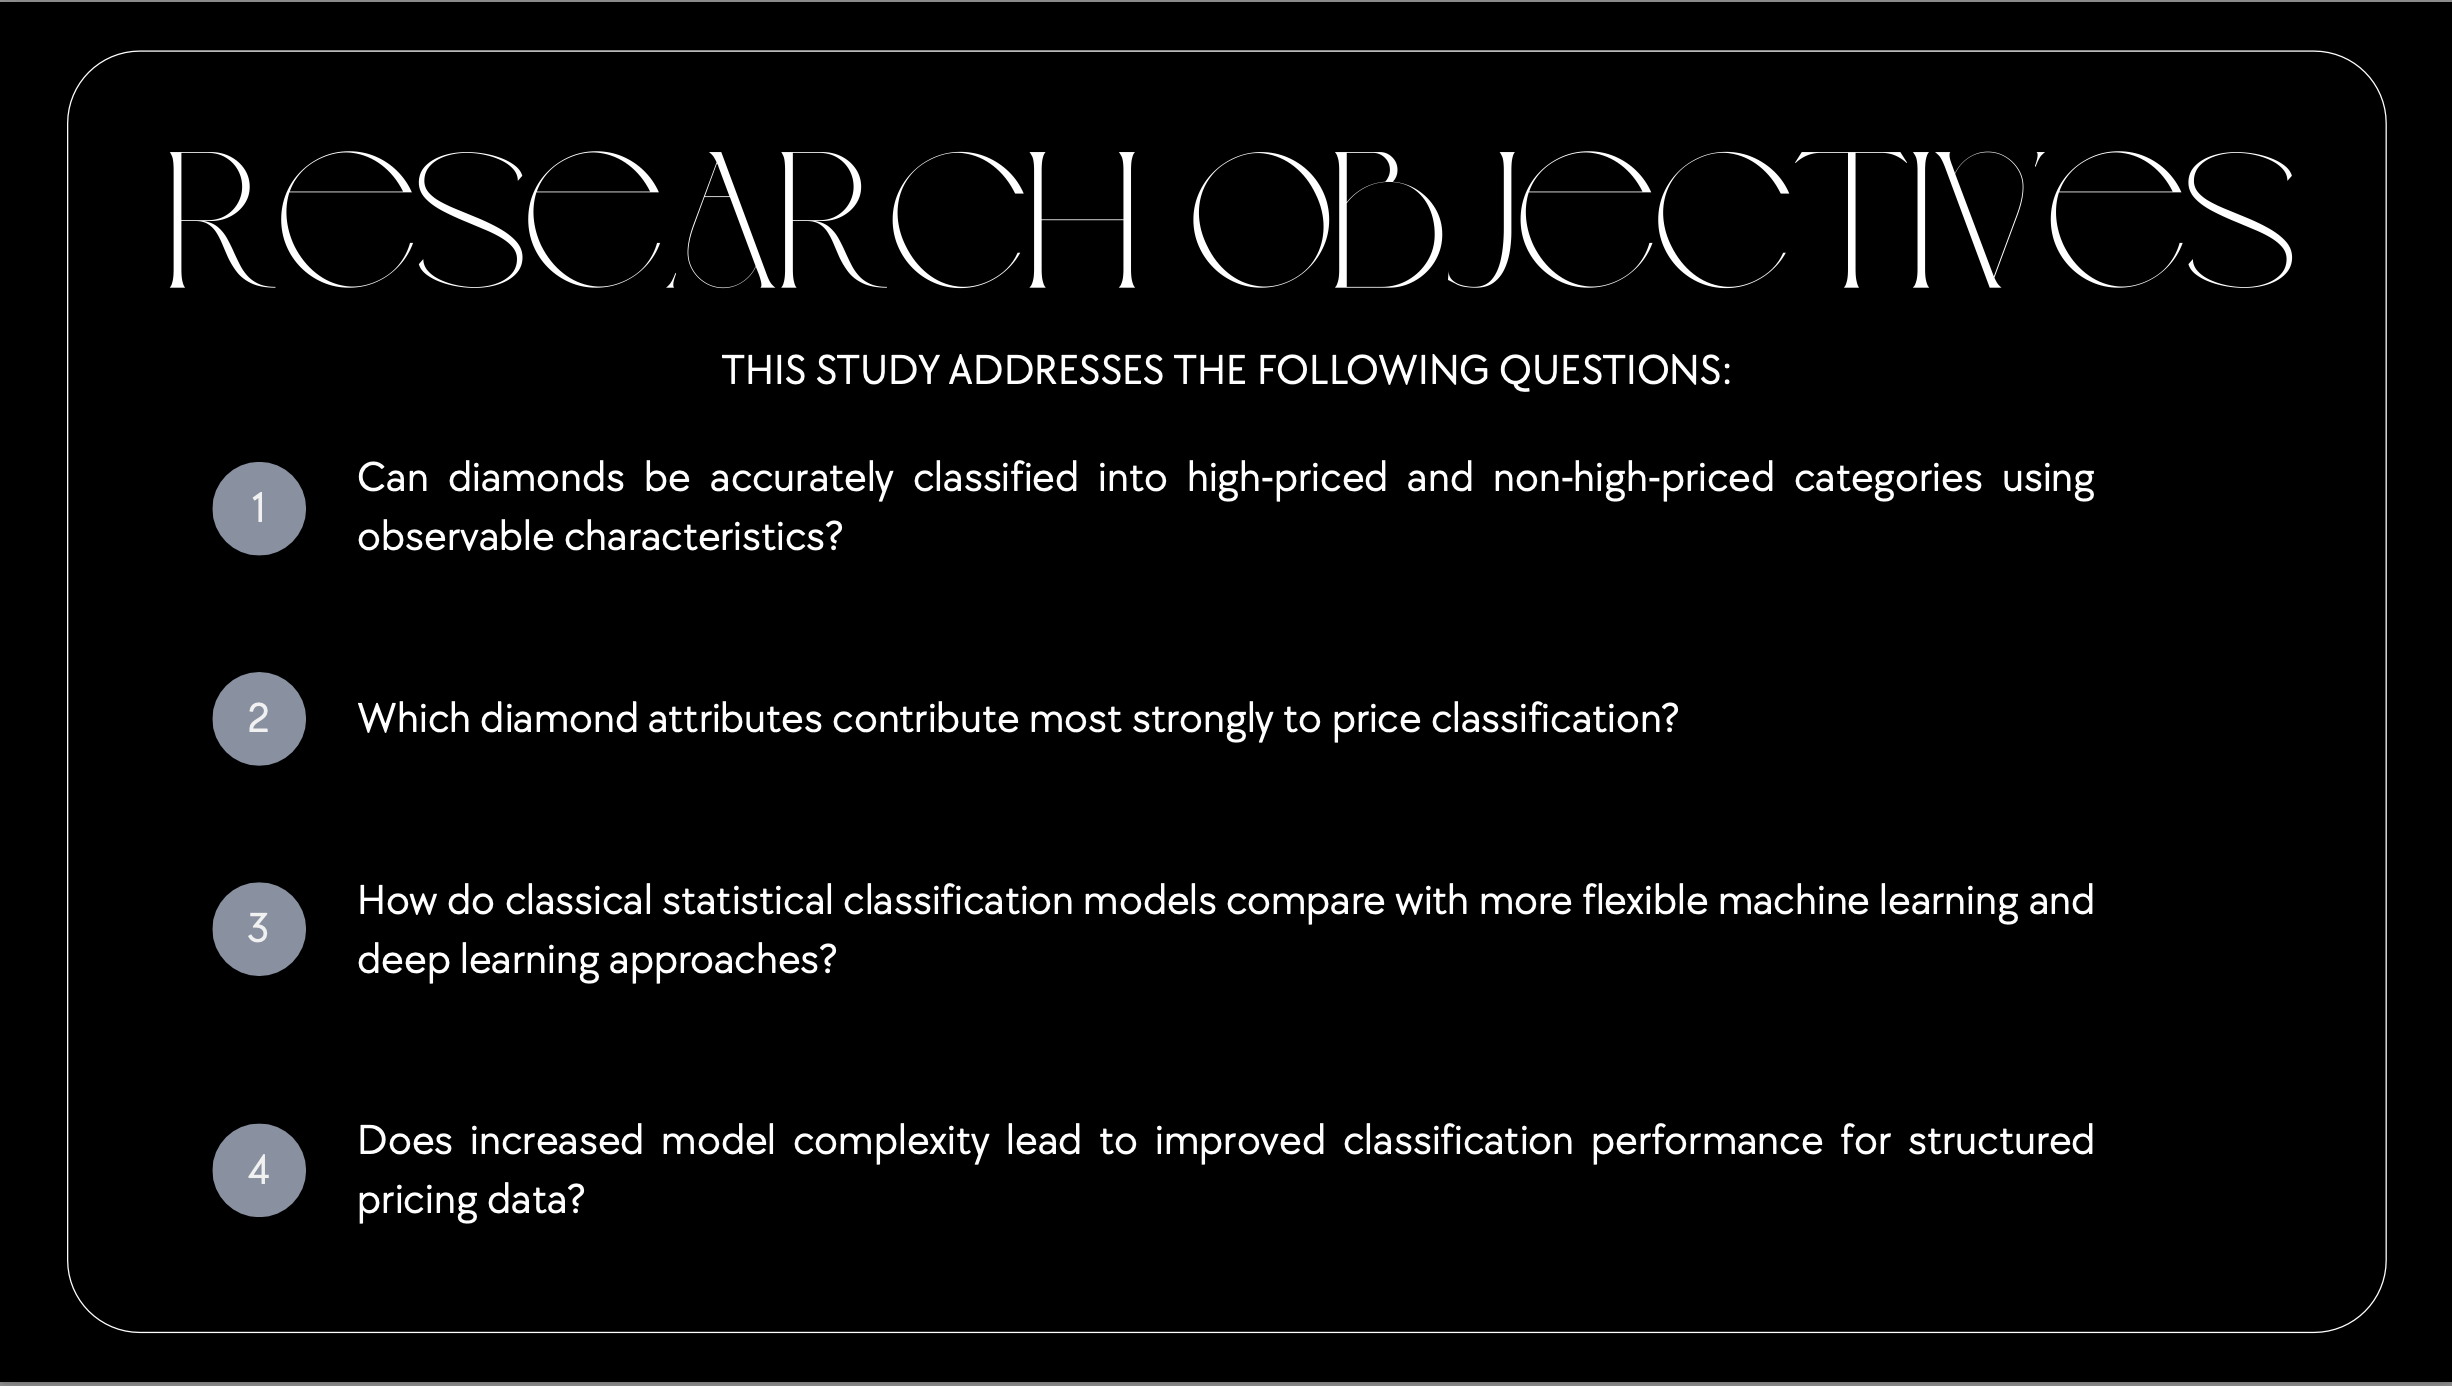 ReSeARCH OBJeCTIVeS
THIS STUDY ADDRESSES THE FOLLOWING QUESTIONS:
1
Can diamonds be accurately classified into high-priced and non-high-priced categories using
observable characteristics?
2
Which diamond attributes contribute most strongly to price classification?
3
How do classical statistical classification models compare with more flexible machine learning and
deep learning approaches?
4
Does increased model complexity lead to improved classification performance for structured
pricing data?